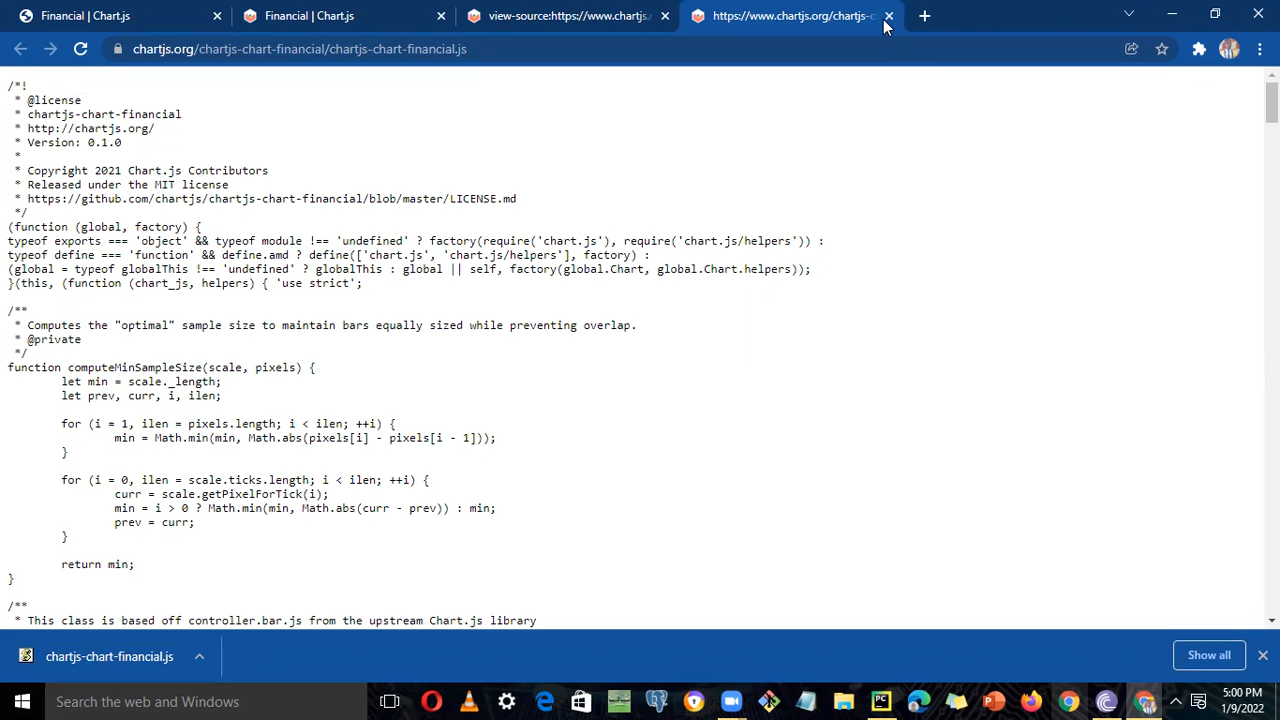 Financial | Chart.js
Financial | Chart.js
view-source:https://www.chartjs.
https://www.chartjs.org/chartjs-c
chartjs.org/chartjs-chart-financial/chartjs-chart-financial.js
/*!
 * @license
 * chartjs-chart-financial
 * http://chartjs.org/
 * Version: 0.1.0
 *
 * Copyright 2021 Chart.js Contributors
 * Released under the MIT license
 * https://github.com/chartjs/chartjs-chart-financial/blob/master/LICENSE.md
 */
(function (global, factory) {
typeof exports === 'object' && typeof module !== 'undefined' ? factory(require('chart.js'), require('chart.js/helpers')) :
typeof define === 'function' && define.amd ? define(['chart.js', 'chart.js/helpers'], factory) :
(global = typeof globalThis !== 'undefined' ? globalThis : global || self, factory(global.Chart, global.Chart.helpers));
}(this, (function (chart_js, helpers) { 'use strict';
/**
 * Computes the "optimal" sample size to maintain bars equally sized while preventing overlap.
 * @private
 */
function computeMinSampleSize(scale, pixels) {
let min = scale._length;
let prev, curr, i, ilen;
for (i = 1, ilen = pixels.length; i < ilen; ++i) {
min = Math.min(min, Math.abs(pixels[i] - pixels[i - 1]));
}
for (i = 0, ilen = scale.ticks.length; i < ilen; ++i) {
curr = scale.getPixelForTick(i);
min = i > 0 ? Math.min(min, Math.abs(curr - prev)) : min;
prev = curr;
}
return min;
}
/**
 * This class is based off controller.bar.js from the upstream Chart.js library
chartjs-chart-financial.js
Show all
Search the web and Windows
5:00 PM
1/9/2022